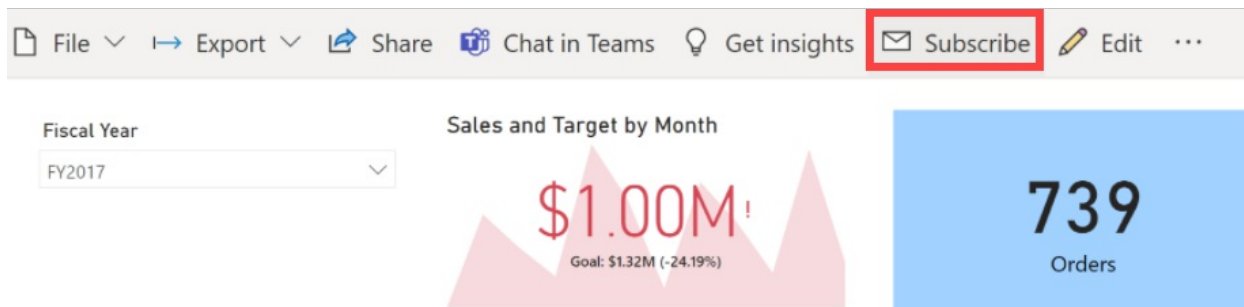 File Export Share Chat in Teams Get insights Subscribe Edit ...
Fiscal Year
FY2017
Sales and Target by Month
$1.00M!
Goal: $1.32M (-24.19%)
739
Orders